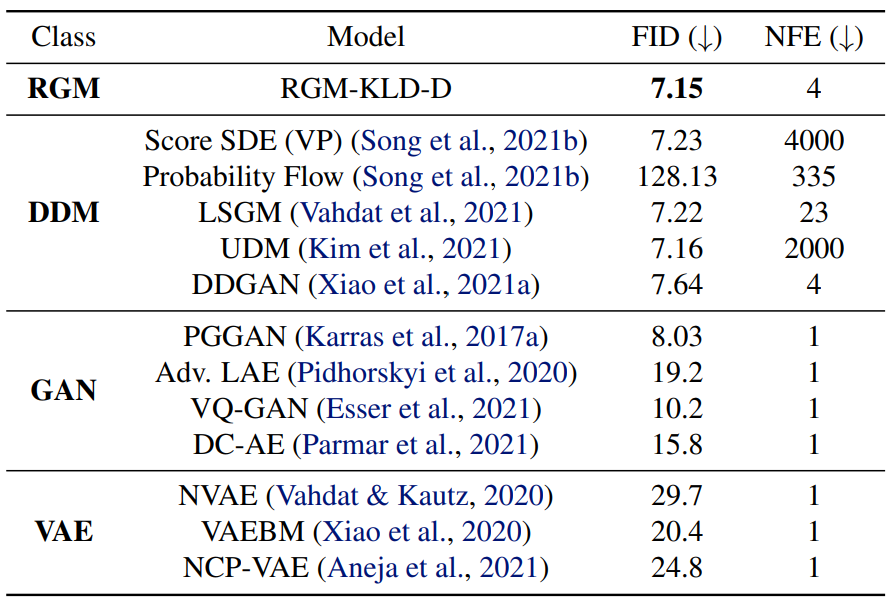 Class Model FID (↓) NFE (↓)
RGM RGM-KLD-D 7.15 4
Score SDE (VP) (Song et al., 2021b) 7.23 4000
Probability Flow (Song et al., 2021b) 128.13 335
DDM LSGM (Vahdat et al., 2021) 7.22 23
UDM (Kim et al., 2021) 7.16 2000
DDGAN (Xiao et al., 2021a) 7.64 4
PGGAN (Karras et al., 2017a) 8.03 1
GAN Adv. LAE (Pidhorskyi et al., 2020) 19.2 1
VQ-GAN (Esser et al., 2021) 10.2 1
DC-AE (Parmar et al., 2021) 15.8 1
NVAE (Vahdat & Kautz, 2020) 29.7 1
VAE VAEBM (Xiao et al., 2020) 20.4 1
NCP-VAE (Aneja et al., 2021) 24.8 1